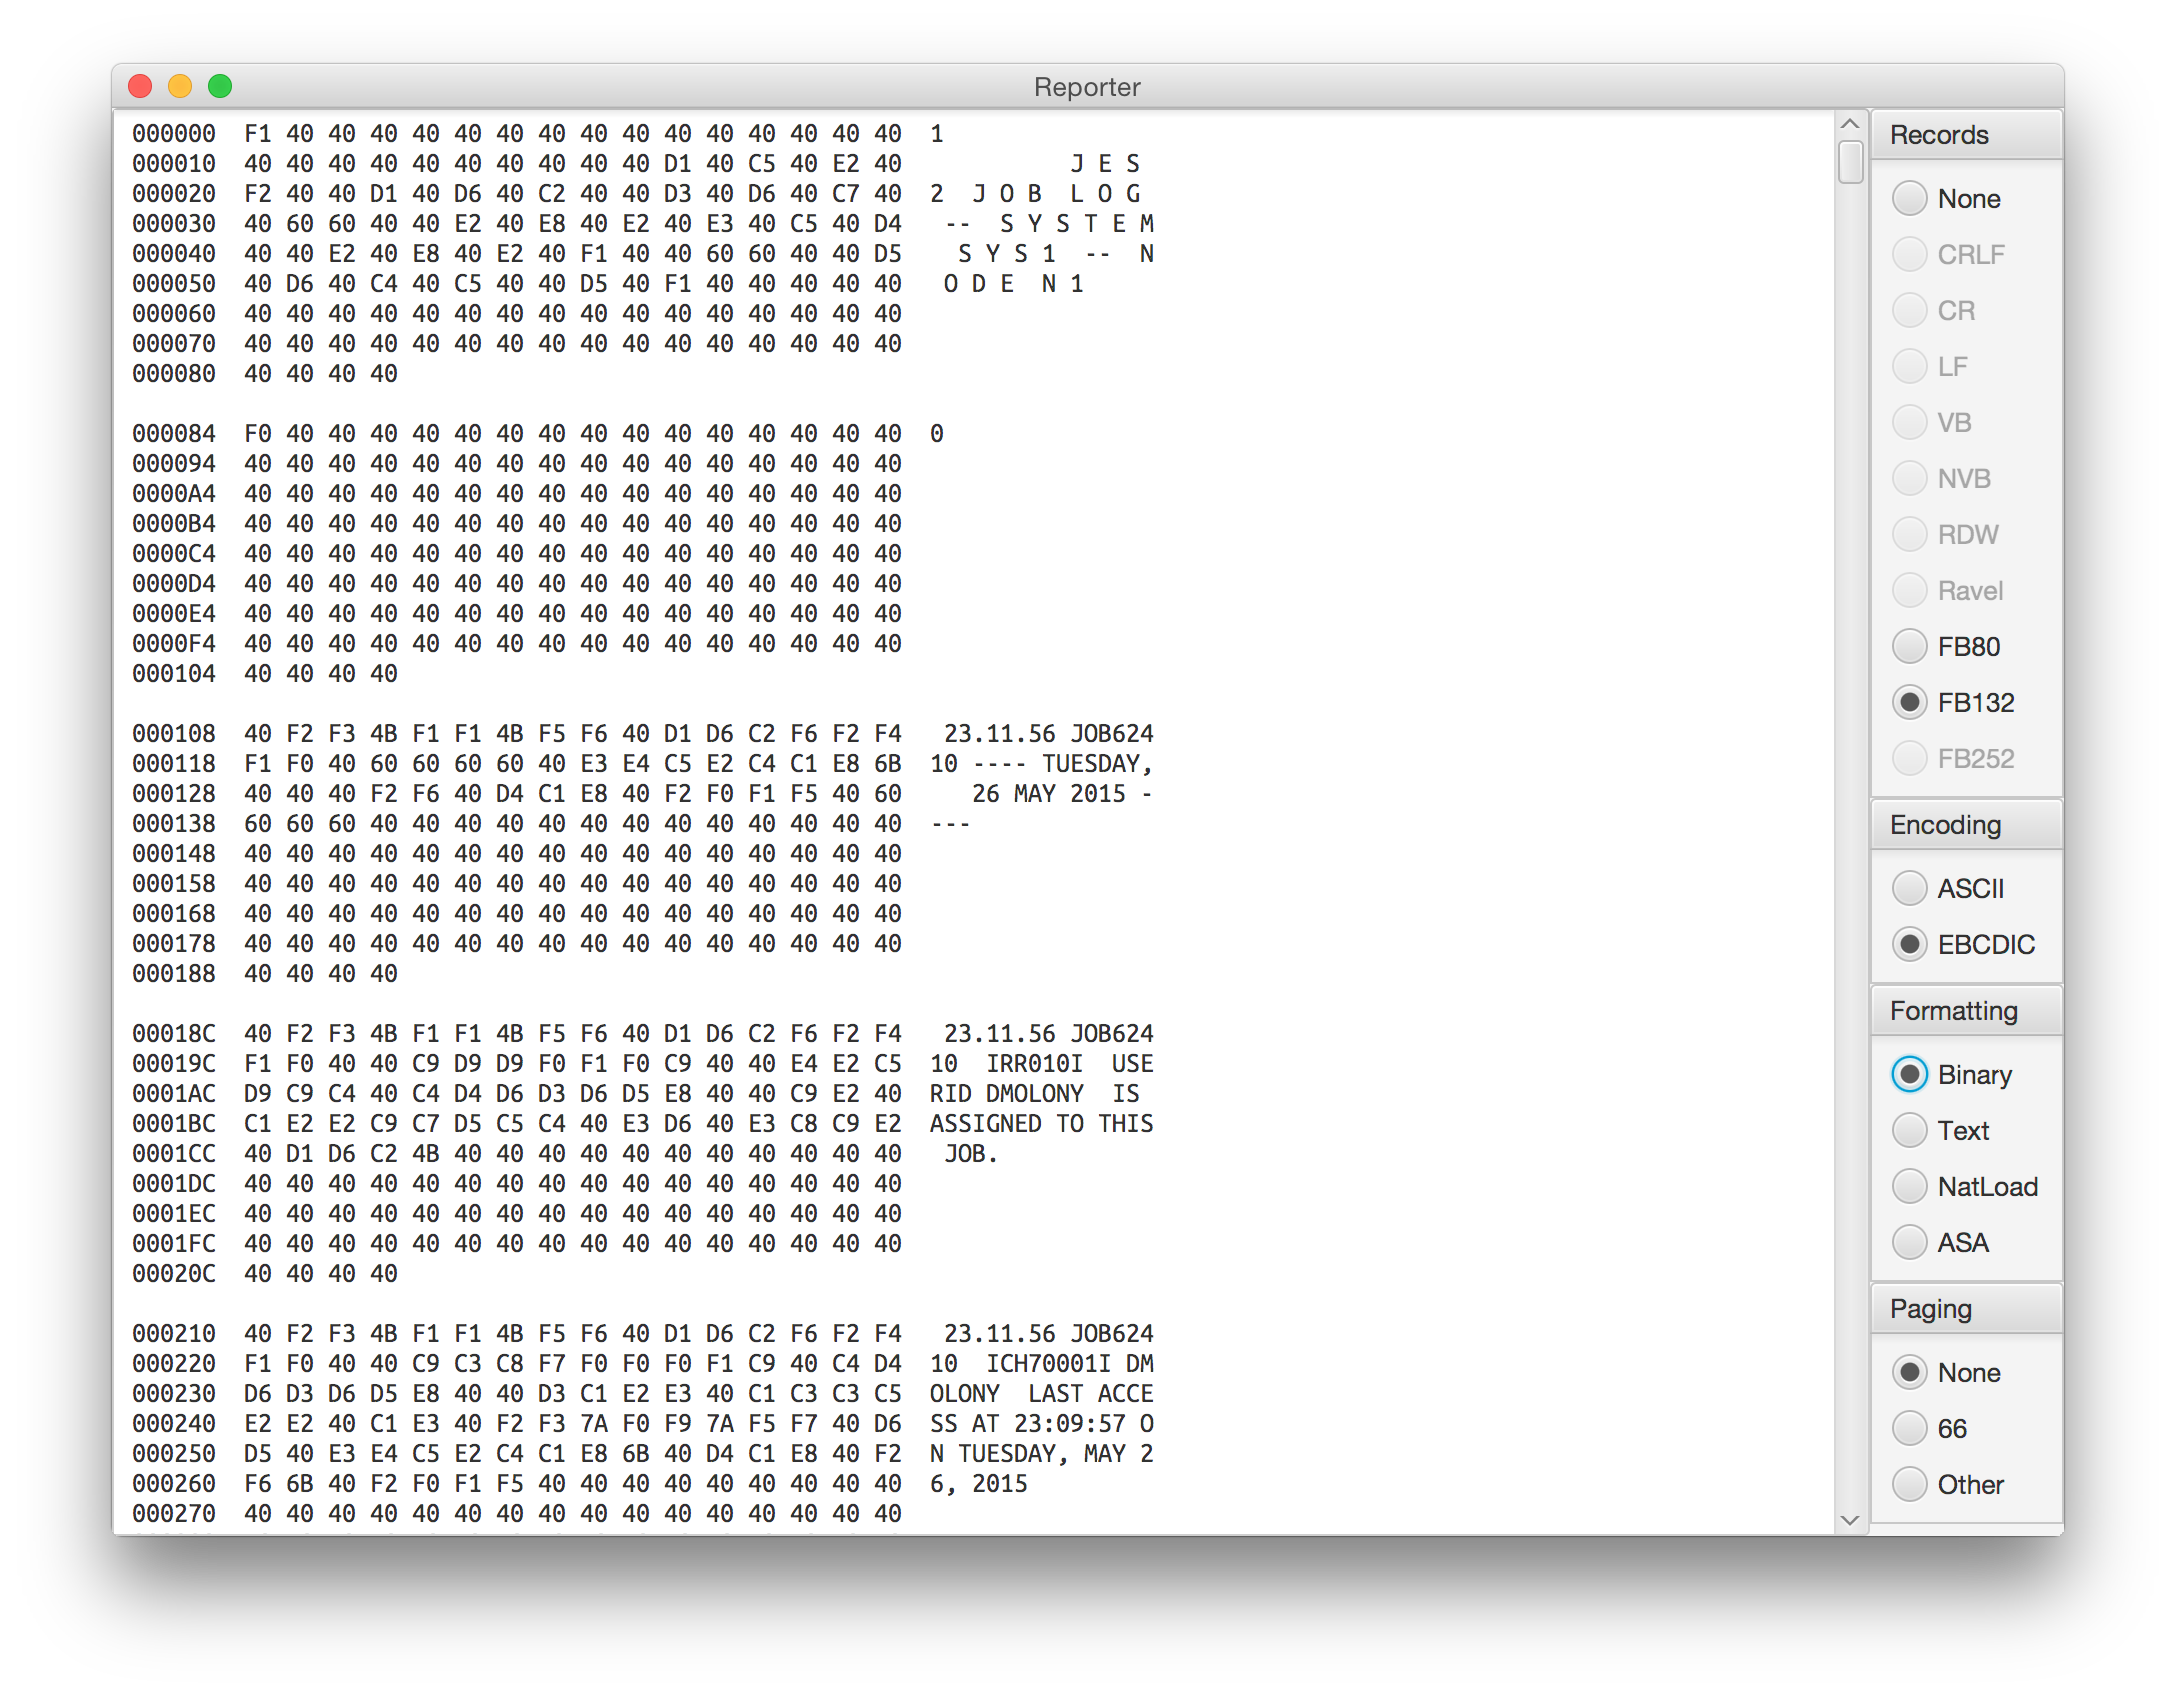 Reporter
000000  F1 40 40 40 40 40 40 40 40 40 40 40 40 40 40 40  1
000010  40 40 40 40 40 40 40 40 40 40 D1 40 C5 40 E2 40            J E S
000020  F2 40 40 D1 40 D6 40 C2 40 40 D3 40 D6 40 C7 40  2  J O B  L O G
000030  40 60 60 40 40 E2 40 E8 40 E2 40 E3 40 C5 40 D4   --  S Y S T E M
000040  40 40 E2 40 E8 40 E2 40 F1 40 40 60 60 40 40 D5    S Y S 1  --  N
000050  40 D6 40 C4 40 C5 40 40 D5 40 F1 40 40 40 40 40   O D E  N 1
000060  40 40 40 40 40 40 40 40 40 40 40 40 40 40 40 40
000070  40 40 40 40 40 40 40 40 40 40 40 40 40 40 40 40
000080  40 40 40 40
000084  F0 40 40 40 40 40 40 40 40 40 40 40 40 40 40 40  0
000094  40 40 40 40 40 40 40 40 40 40 40 40 40 40 40 40
0000A4  40 40 40 40 40 40 40 40 40 40 40 40 40 40 40 40
0000B4  40 40 40 40 40 40 40 40 40 40 40 40 40 40 40 40
0000C4  40 40 40 40 40 40 40 40 40 40 40 40 40 40 40 40
0000D4  40 40 40 40 40 40 40 40 40 40 40 40 40 40 40 40
0000E4  40 40 40 40 40 40 40 40 40 40 40 40 40 40 40 40
0000F4  40 40 40 40 40 40 40 40 40 40 40 40 40 40 40 40
000104  40 40 40 40
000108  40 F2 F3 4B F1 F1 4B F5 F6 40 D1 D6 C2 F6 F2 F4   23.11.56 JOB624
000118  F1 F0 40 60 60 60 60 40 E3 E4 C5 E2 C4 C1 E8 6B  10 ---- TUESDAY,
000128  40 40 40 F2 F6 40 D4 C1 E8 40 F2 F0 F1 F5 40 60     26 MAY 2015 -
000138  60 60 60 40 40 40 40 40 40 40 40 40 40 40 40 40  ---
000148  40 40 40 40 40 40 40 40 40 40 40 40 40 40 40 40
000158  40 40 40 40 40 40 40 40 40 40 40 40 40 40 40 40
000168  40 40 40 40 40 40 40 40 40 40 40 40 40 40 40 40
000178  40 40 40 40 40 40 40 40 40 40 40 40 40 40 40 40
000188  40 40 40 40
00018C  40 F2 F3 4B F1 F1 4B F5 F6 40 D1 D6 C2 F6 F2 F4   23.11.56 JOB624
00019C  F1 F0 40 40 C9 D9 D9 F0 F1 F0 C9 40 40 E4 E2 C5  10  IRR010I  USE
0001AC  D9 C9 C4 40 C4 D4 D6 D3 D6 D5 E8 40 40 C9 E2 40  RID DMOLONY  IS
0001BC  C1 E2 E2 C9 C7 D5 C5 C4 40 E3 D6 40 E3 C8 C9 E2  ASSIGNED TO THIS
0001CC  40 D1 D6 C2 4B 40 40 40 40 40 40 40 40 40 40 40   JOB.
0001DC  40 40 40 40 40 40 40 40 40 40 40 40 40 40 40 40
0001EC  40 40 40 40 40 40 40 40 40 40 40 40 40 40 40 40
0001FC  40 40 40 40 40 40 40 40 40 40 40 40 40 40 40 40
00020C  40 40 40 40
000210  40 F2 F3 4B F1 F1 4B F5 F6 40 D1 D6 C2 F6 F2 F4   23.11.56 JOB624
000220  F1 F0 40 40 C9 C3 C8 F7 F0 F0 F0 F1 C9 40 C4 D4  10  ICH70001I DM
000230  D6 D3 D6 D5 E8 40 40 D3 C1 E2 E3 40 C1 C3 C3 C5  OLONY  LAST ACCE
000240  E2 E2 40 C1 E3 40 F2 F3 7A F0 F9 7A F5 F7 40 D6  SS AT 23:09:57 O
000250  D5 40 E3 E4 C5 E2 C4 C1 E8 6B 40 D4 C1 E8 40 F2  N TUESDAY, MAY 2
000260  F6 6B 40 F2 F0 F1 F5 40 40 40 40 40 40 40 40 40  6, 2015
000270  40 40 40 40 40 40 40 40 40 40 40 40 40 40 40 40
Records
None
CRLF
CR
LF
VB
NVB
RDW
Ravel
FB80
FB132
FB252
Encoding
ASCII
EBCDIC
Formatting
Binary
Text
NatLoad
ASA
Paging
None
66
Other